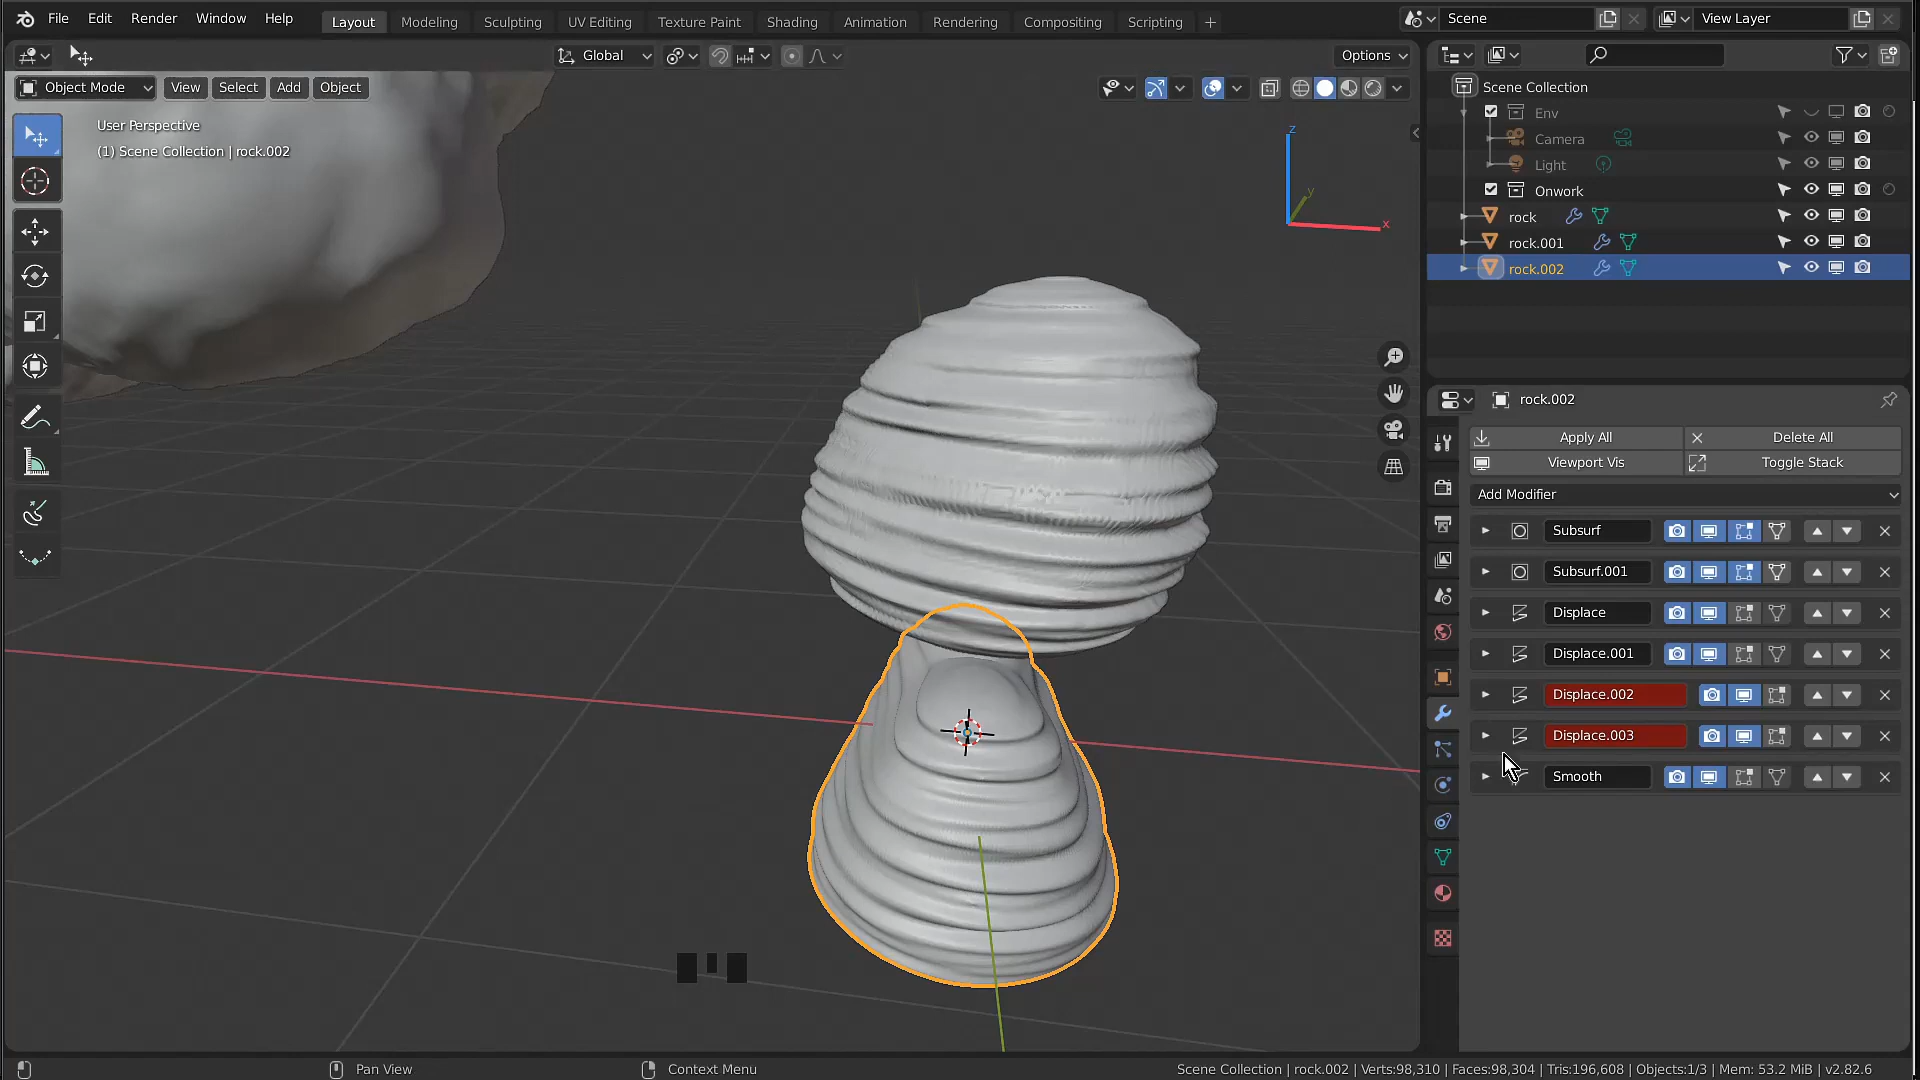 File Edit Render Window Help Layout Modeling Sculpting UV Editing Texture Paint Shading Animation Rendering Compositing Scripting + Scene View Layer
Global Options
Object Mode View Select Add Object
User Perspective
(1) Scene Collection | rock.002
z
y
x
Scene Collection
Env
Camera
Light
Onwork
rock
rock.001
rock.002
rock.002
Apply All Delete All
Viewport Vis Toggle Stack
Add Modifier
Subsurf
Subsurf.001
Displace
Displace.001
Displace.002
Displace.003
Smooth
Pan View Context Menu Scene Collection | rock.002 | Verts:98,310 | Faces:98,304 | Tris:196,608 | Objects:1/3 | Mem: 53.2 MiB | v2.82.6